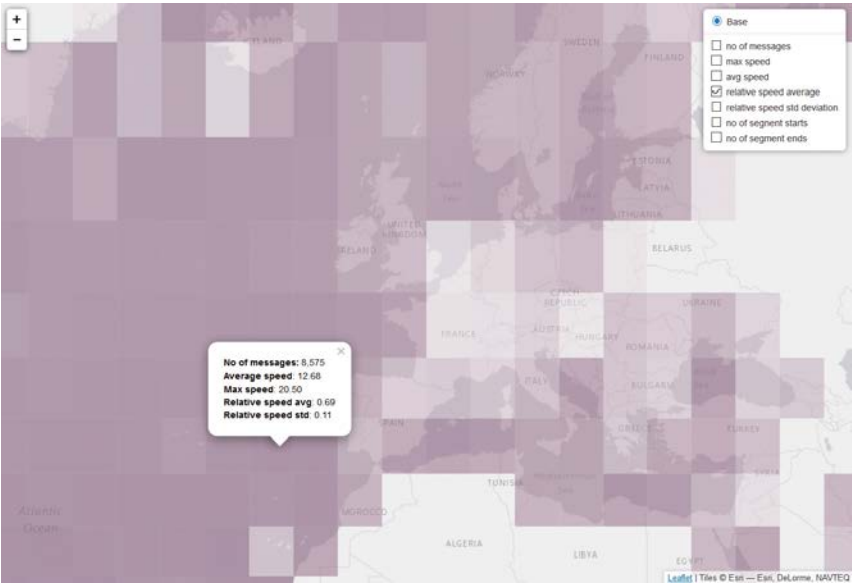 +
−
Base
no of messages
max speed
avg speed
relative speed average
relative speed std deviation
no of segnent starts
no of segment ends
ICELAND
SWEDEN
FINLAND
NORWAY
ESTONIA
LATVIA
LITHUANIA
UNITED
KINGDOM
IRELAND
BELARUS
CZECH
REPUBLIC
UKRAINE
FRANCE
AUSTRIA
HUNGARY
ROMANIA
ITALY
BULGARIA
No of messages: 8,575
Average speed: 12.68
Max speed: 20.50
Relative speed avg: 0.69
Relative speed std: 0.11
×
SPAIN
GREECE
TURKEY
SYRIA
TUNISIA
Atlantic
Ocean
MOROCCO
ALGERIA
LIBYA
EGYPT
Leaflet | Tiles © Esri — Esri, DeLorme, NAVTEQ